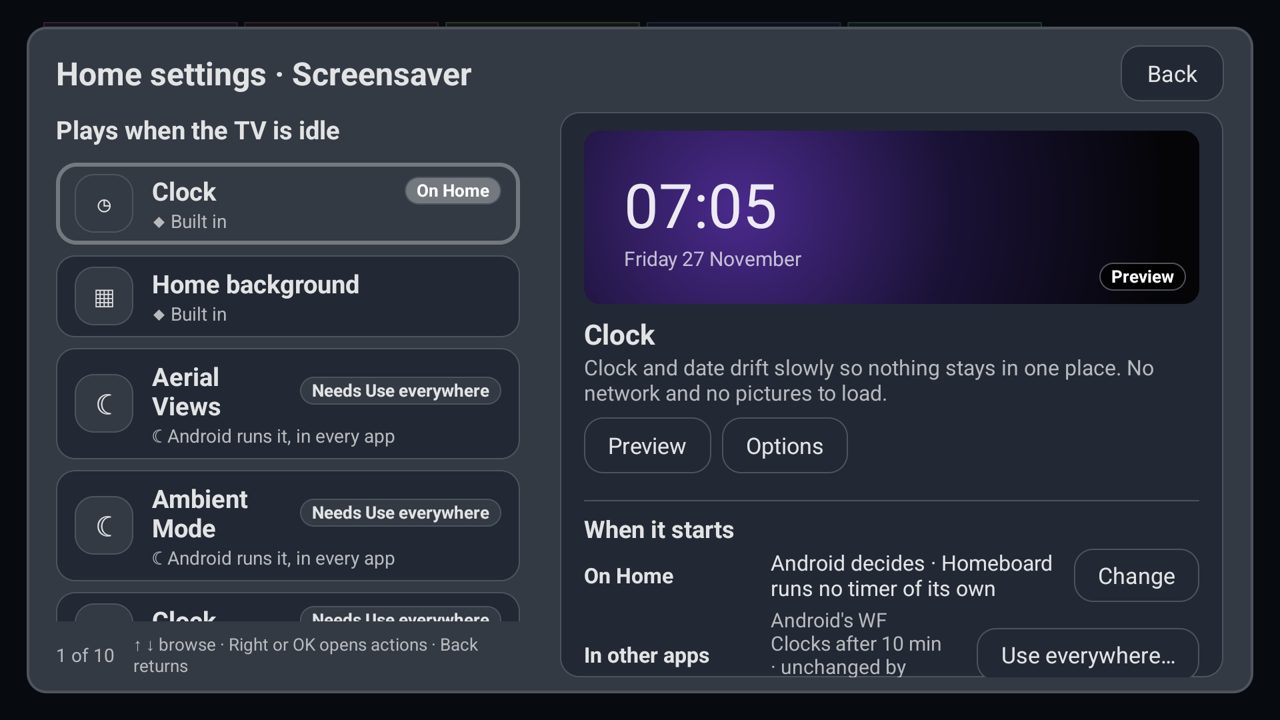 Home settings · Screensaver
Back
Plays when the TV is idle
Clock
On Home
◆ Built in
Home background
◆ Built in
Aerial
Views
Needs Use everywhere
☾ Android runs it, in every app
Ambient
Mode
Needs Use everywhere
☾ Android runs it, in every app
Clock
Needs Use everywhere
1 of 10
↑ ↓ browse · Right or OK opens actions · Back
returns
07:05
Friday 27 November
Preview
Clock
Clock and date drift slowly so nothing stays in one place. No
network and no pictures to load.
Preview
Options
When it starts
On Home
Android decides · Homeboard
runs no timer of its own
Change
In other apps
Android's WF
Clocks after 10 min
· unchanged by
Use everywhere…